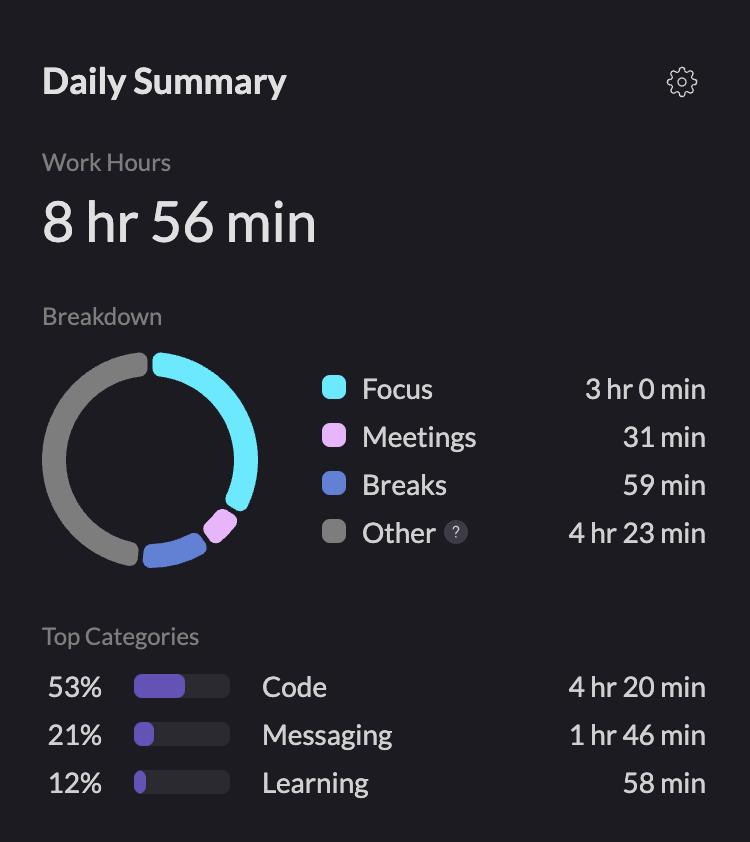 Daily Summary
Work Hours
8 hr 56 min
Breakdown
Focus 3 hr 0 min
Meetings 31 min
Breaks 59 min
Other ? 4 hr 23 min
Top Categories
53% Code 4 hr 20 min
21% Messaging 1 hr 46 min
12% Learning 58 min